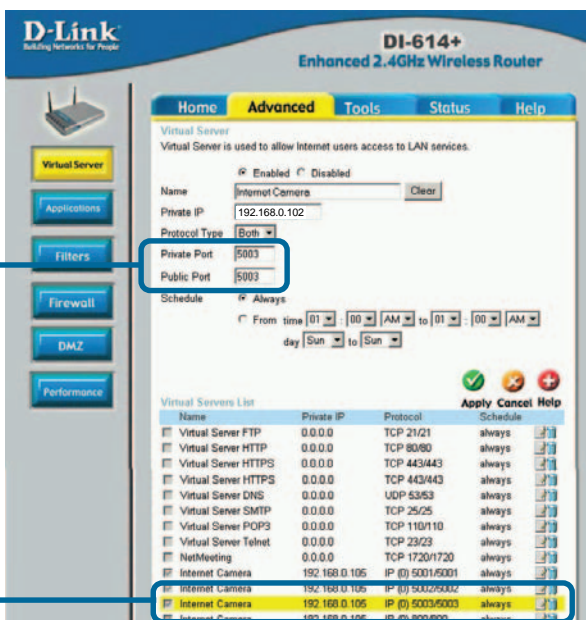 D-Link
Building Networks for People
DI-614+
Enhanced 2.4GHz Wireless Router
Home Advanced Tools Status Help
Virtual Server
Applications
Filters
Firewall
DMZ
Performance
Virtual Server
Virtual Server is used to allow Internet users access to LAN services.
Enabled Disabled
Name Internet Camera Clear
Private IP 192.168.0.102
Protocol Type Both
Private Port 5003
Public Port 5003
Schedule Always
From time 01 : 00 AM to 01 : 00 AM
day Sun to Sun
Apply Cancel Help
Virtual Servers List
Name Private IP Protocol Schedule
Virtual Server FTP 0.0.0.0 TCP 21/21 always
Virtual Server HTTP 0.0.0.0 TCP 80/80 always
Virtual Server HTTPS 0.0.0.0 TCP 443/443 always
Virtual Server HTTPS 0.0.0.0 TCP 443/443 always
Virtual Server DNS 0.0.0.0 UDP 53/53 always
Virtual Server SMTP 0.0.0.0 TCP 25/25 always
Virtual Server POP3 0.0.0.0 TCP 110/110 always
Virtual Server Telnet 0.0.0.0 TCP 23/23 always
NetMeeting 0.0.0.0 TCP 1720/1720 always
Internet Camera 192.168.0.105 IP (0) 5001/5001 always
Internet Camera 192.168.0.105 IP (0) 5002/5002 always
Internet Camera 192.168.0.105 IP (0) 5003/5003 always
Internet Camera 192.168.0.105 IP (0) 800/800 always